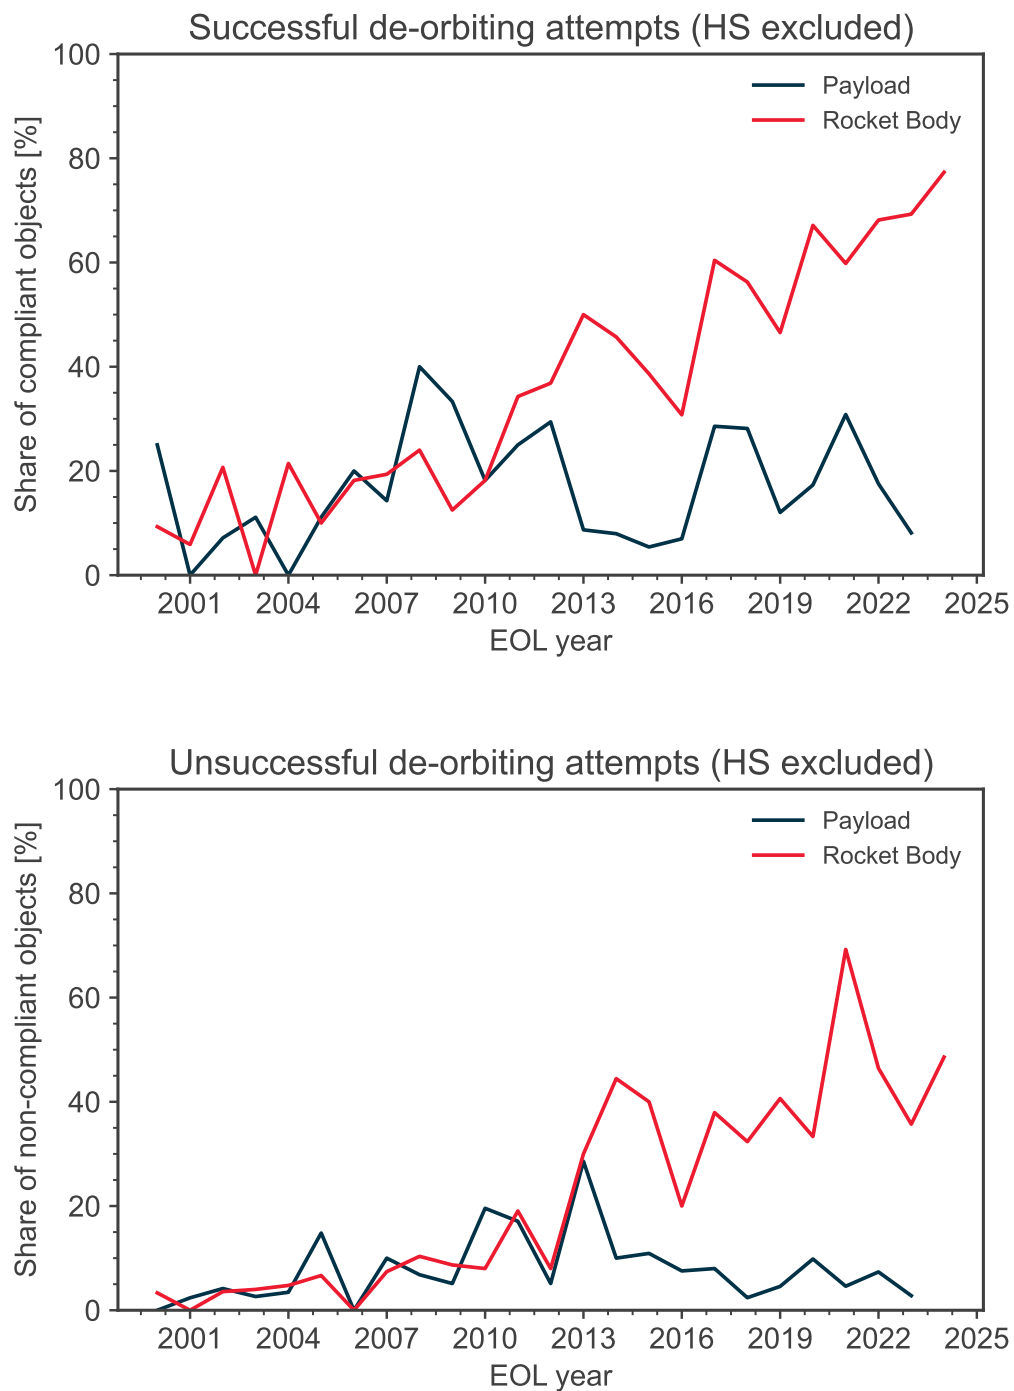 Successful de-orbiting attempts (HS excluded)
100
80
60
40
20
0
Share of compliant objects [%]
Payload
Rocket Body
2001 2004 2007 2010 2013 2016 2019 2022 2025
EOL year
Unsuccessful de-orbiting attempts (HS excluded)
100
80
60
40
20
0
Share of non-compliant objects [%]
Payload
Rocket Body
2001 2004 2007 2010 2013 2016 2019 2022 2025
EOL year